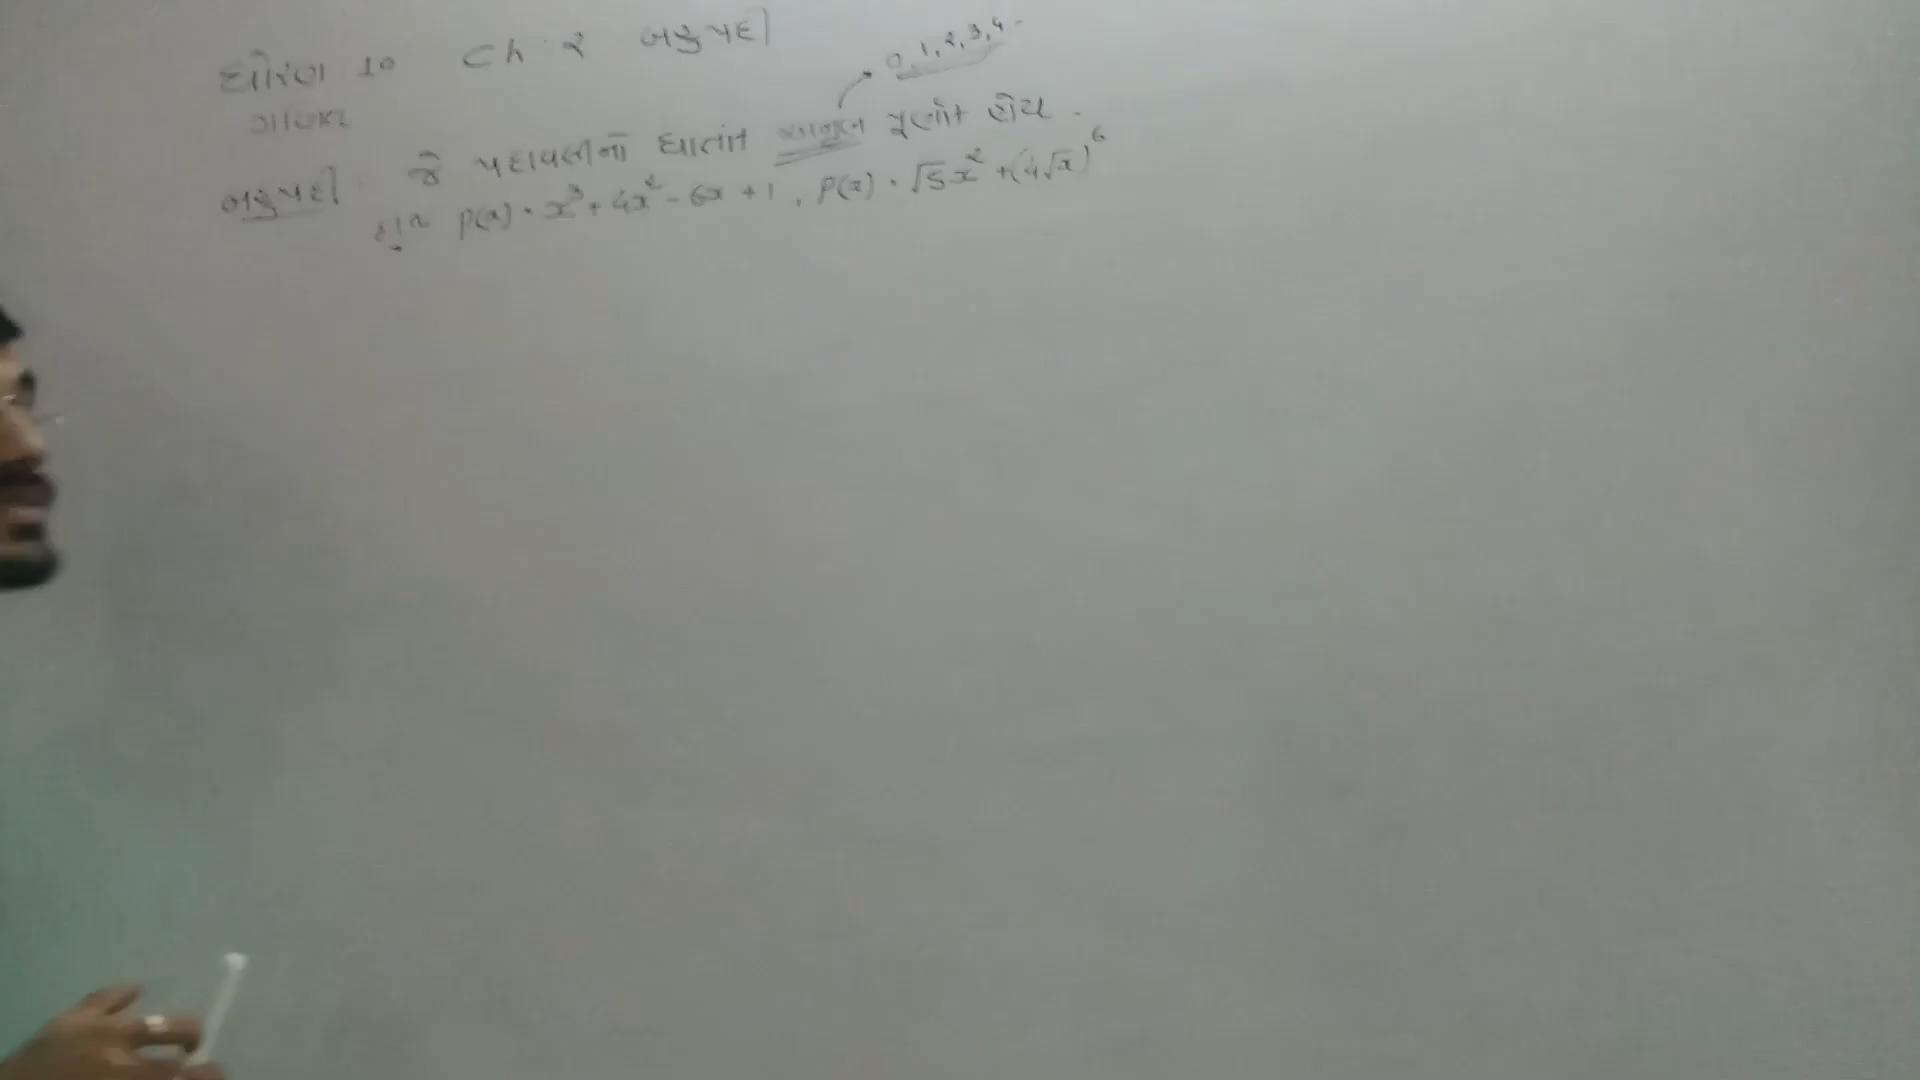 ધોરણ 10 Ch ૨ બહુપદી
ગણિત
0, 1, 2, 3, 4 -
બહુપદી : જે પદાવલીનો ઘાતાંક અનૃણ પૂર્ણાંક હોય .
P(x) = x³ + 4x² - 6x + 1 , P(x) = √5x² + (4√x)⁶